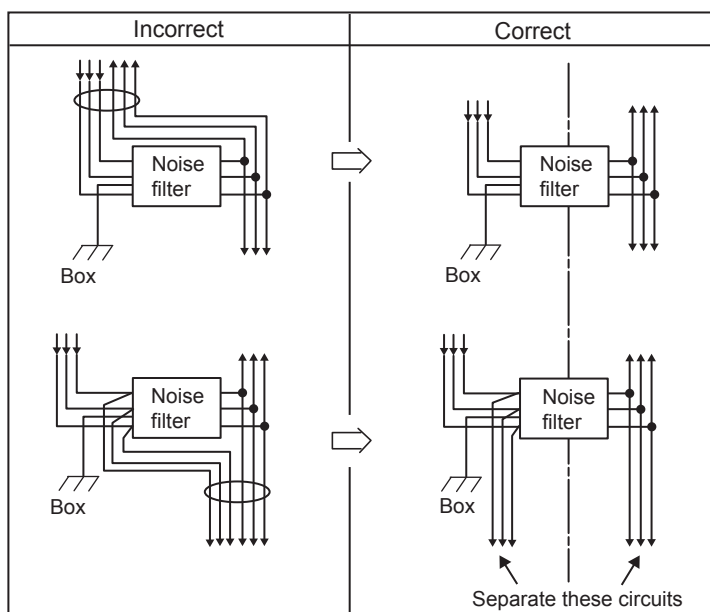 Incorrect
Correct
Noise
filter
Box
Noise
filter
Box
Noise
filter
Box
Noise
filter
Box
Separate these circuits